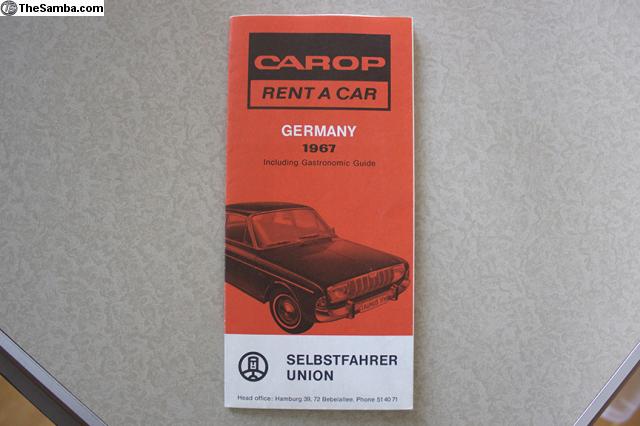 TheSamba.com
CAROP
RENT A CAR
GERMANY
1967
Including Gastronomic Guide
SELBSTFAHRER
UNION
Head office: Hamburg 39, 72 Bebelallee. Phone 51 40 71